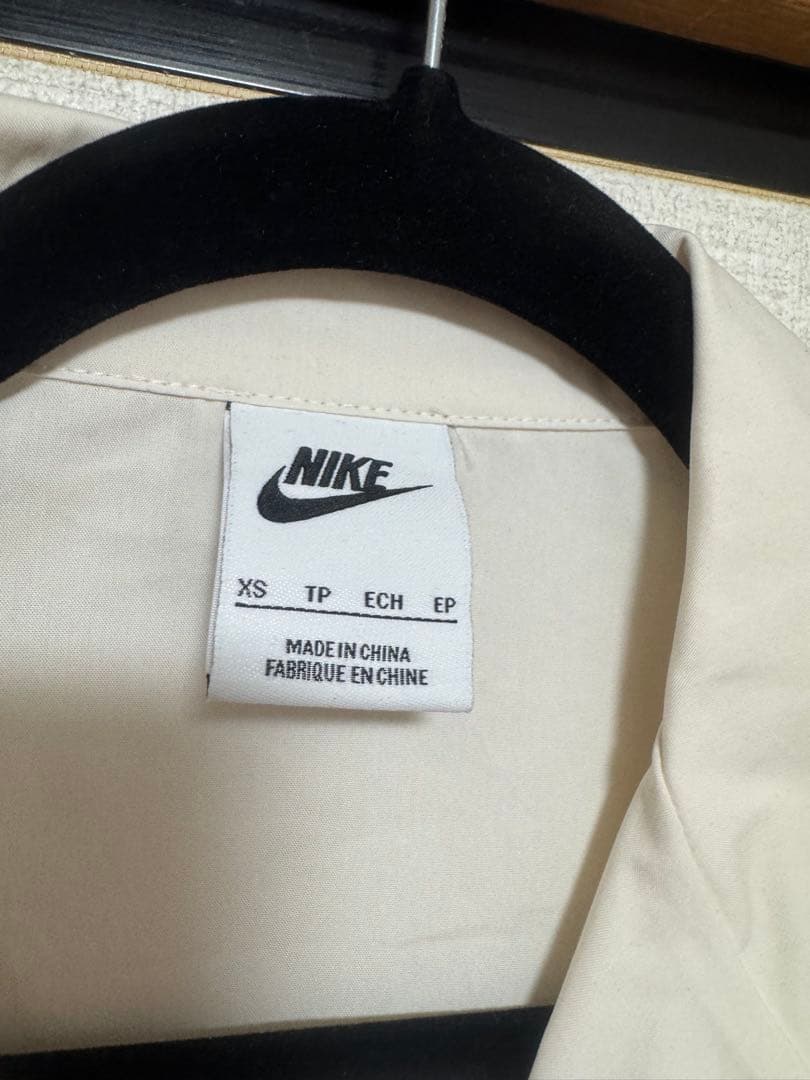 NIKE
XS TP ECH EP
MADE IN CHINA
FABRIQUE EN CHINE